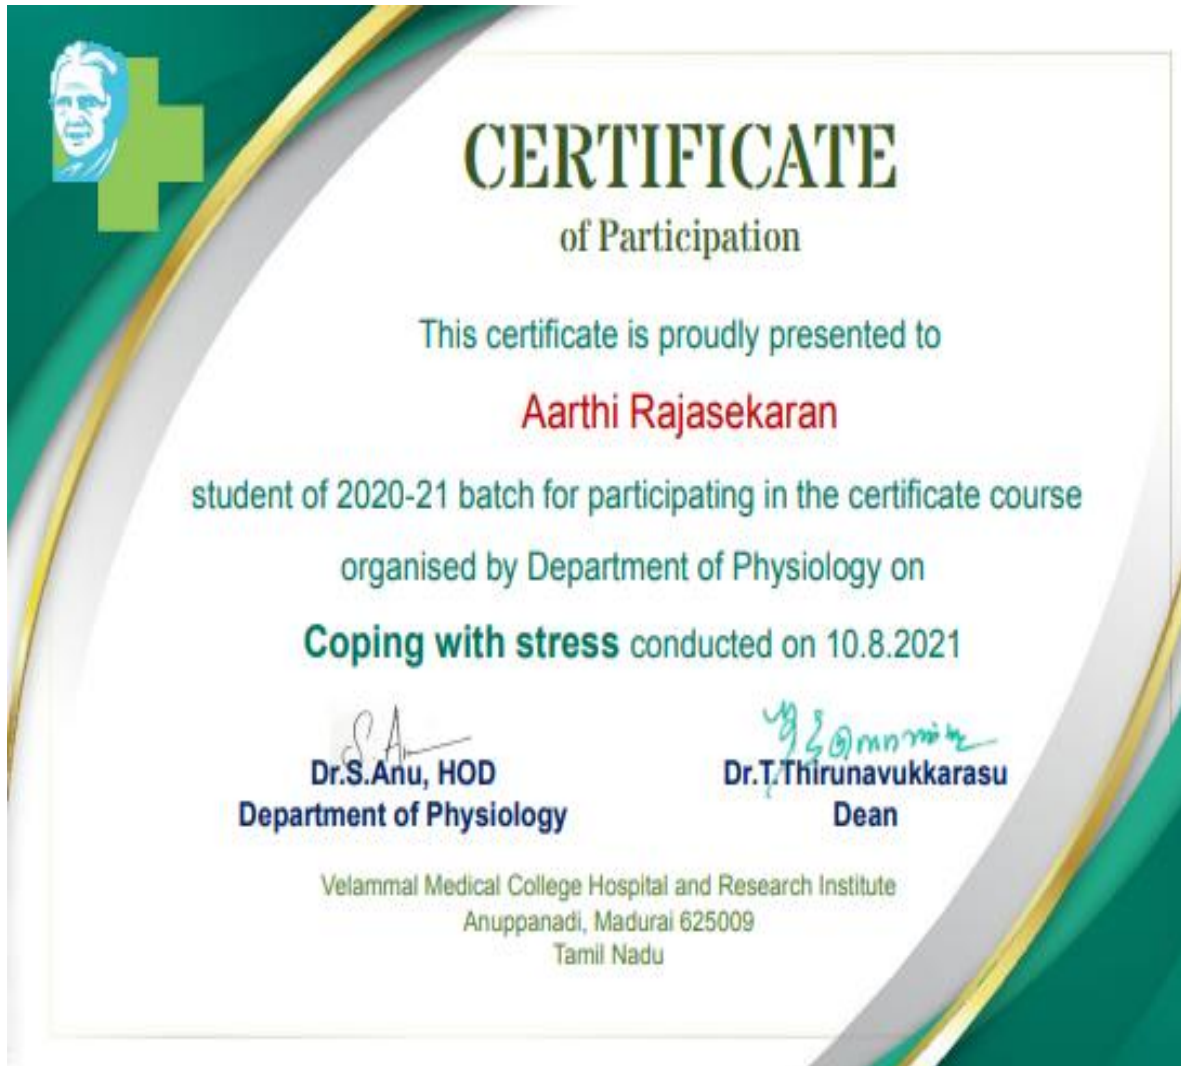 CERTIFICATE
of Participation
This certificate is proudly presented to
Aarthi Rajasekaran
student of 2020-21 batch for participating in the certificate course
organised by Department of Physiology on
Coping with stress conducted on 10.8.2021
S. Anu
Dr.S.Anu, HOD
Department of Physiology
Dr.T.Thirunavukkarasu
Dean
Velammal Medical College Hospital and Research Institute
Anuppanadi, Madurai 625009
Tamil Nadu